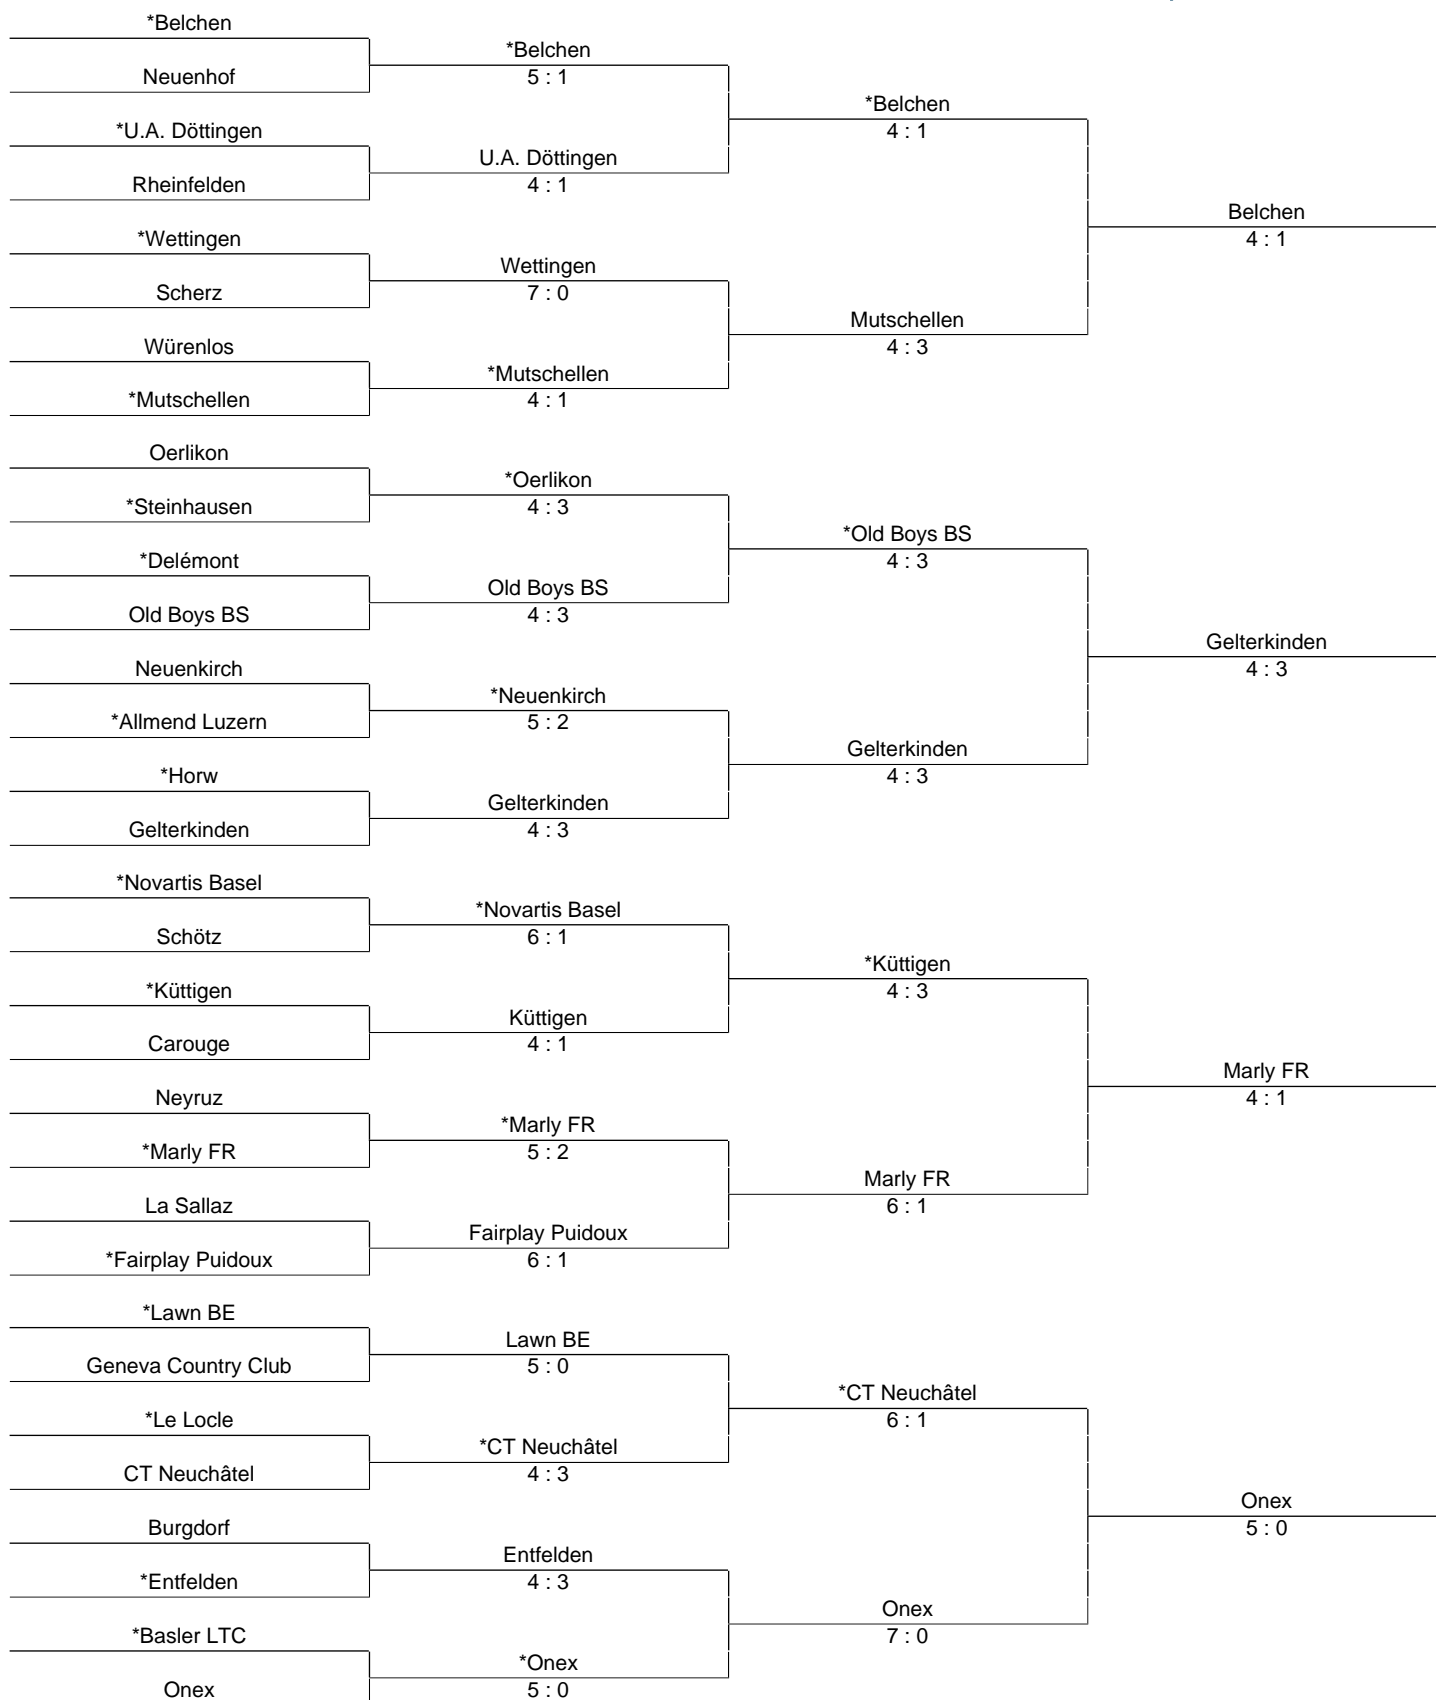 *Belchen
Neuenhof
*U.A. Döttingen
Rheinfelden
*Wettingen
Scherz
Würenlos
*Mutschellen
Oerlikon
*Steinhausen
*Delémont
Old Boys BS
Neuenkirch
*Allmend Luzern
*Horw
Gelterkinden
*Novartis Basel
Schötz
*Küttigen
Carouge
Neyruz
*Marly FR
La Sallaz
*Fairplay Puidoux
*Lawn BE
Geneva Country Club
*Le Locle
CT Neuchâtel
Burgdorf
*Entfelden
*Basler LTC
Onex
*Belchen
5 : 1
U.A. Döttingen
4 : 1
Wettingen
7 : 0
*Mutschellen
4 : 1
*Oerlikon
4 : 3
Old Boys BS
4 : 3
*Neuenkirch
5 : 2
Gelterkinden
4 : 3
*Novartis Basel
6 : 1
Küttigen
4 : 1
*Marly FR
5 : 2
Fairplay Puidoux
6 : 1
Lawn BE
5 : 0
*CT Neuchâtel
4 : 3
Entfelden
4 : 3
*Onex
5 : 0
*Belchen
4 : 1
Mutschellen
4 : 3
*Old Boys BS
4 : 3
Gelterkinden
4 : 3
*Küttigen
4 : 3
Marly FR
6 : 1
*CT Neuchâtel
6 : 1
Onex
7 : 0
Belchen
4 : 1
Gelterkinden
4 : 3
Marly FR
4 : 1
Onex
5 : 0